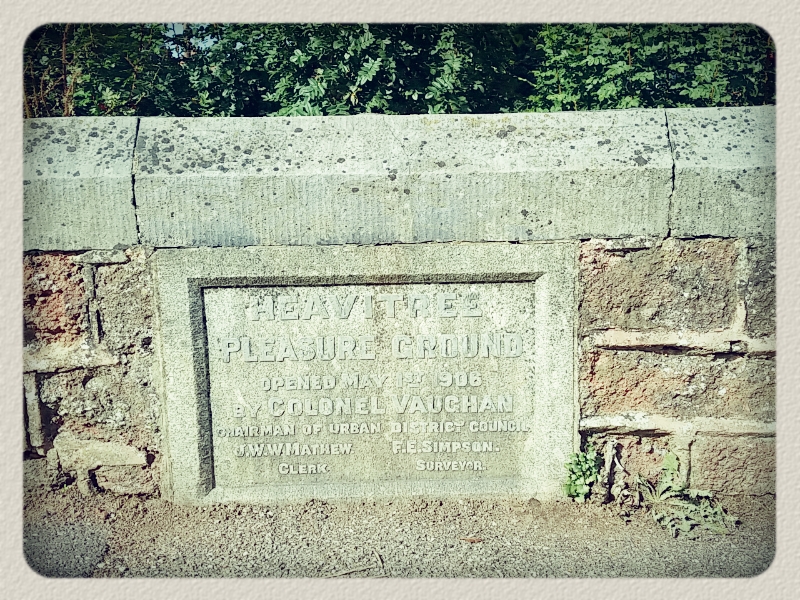 HEAVITREE
PLEASURE GROUND
OPENED MAY 1ST 1906
BY COLONEL VAUGHAN
CHAIRMAN OF URBAN DISTRICT COUNCIL
J.W.W MATHEW F.E.SIMPSON.
CLERK SURVEYOR.